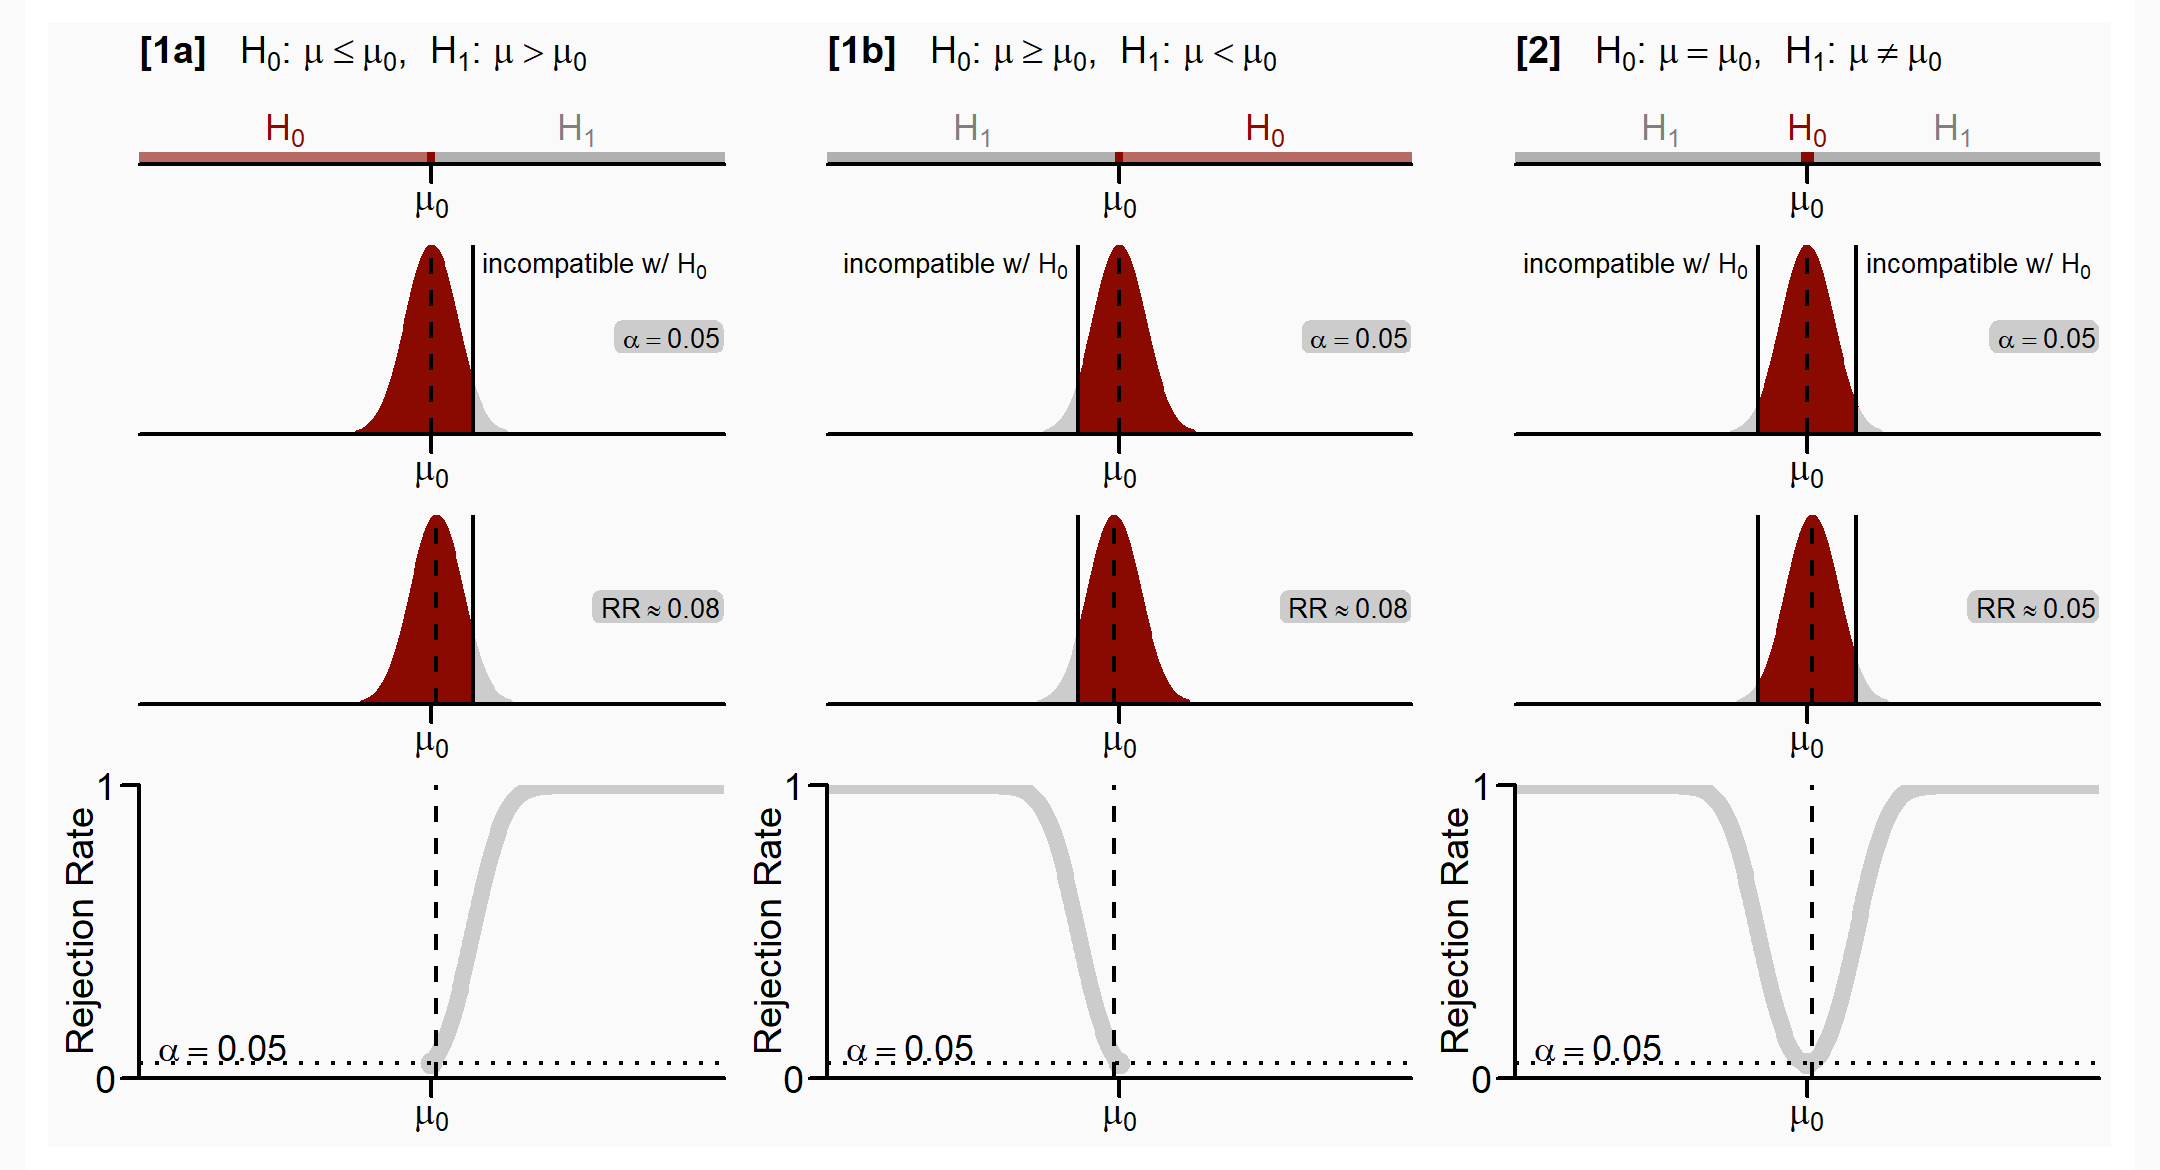 [1a] H₀: μ ≤ μ₀, H₁: μ > μ₀
H₀ H₁
μ₀
incompatible w/ H₀
α = 0.05
μ₀
RR ≈ 0.08
μ₀
1
Rejection Rate
α = 0.05
0
μ₀
[1b] H₀: μ ≥ μ₀, H₁: μ < μ₀
H₁ H₀
μ₀
incompatible w/ H₀
α = 0.05
μ₀
RR ≈ 0.08
μ₀
1
Rejection Rate
α = 0.05
0
μ₀
[2] H₀: μ = μ₀, H₁: μ ≠ μ₀
H₁ H₀ H₁
μ₀
incompatible w/ H₀ incompatible w/ H₀
α = 0.05
μ₀
RR ≈ 0.05
μ₀
1
Rejection Rate
α = 0.05
0
μ₀